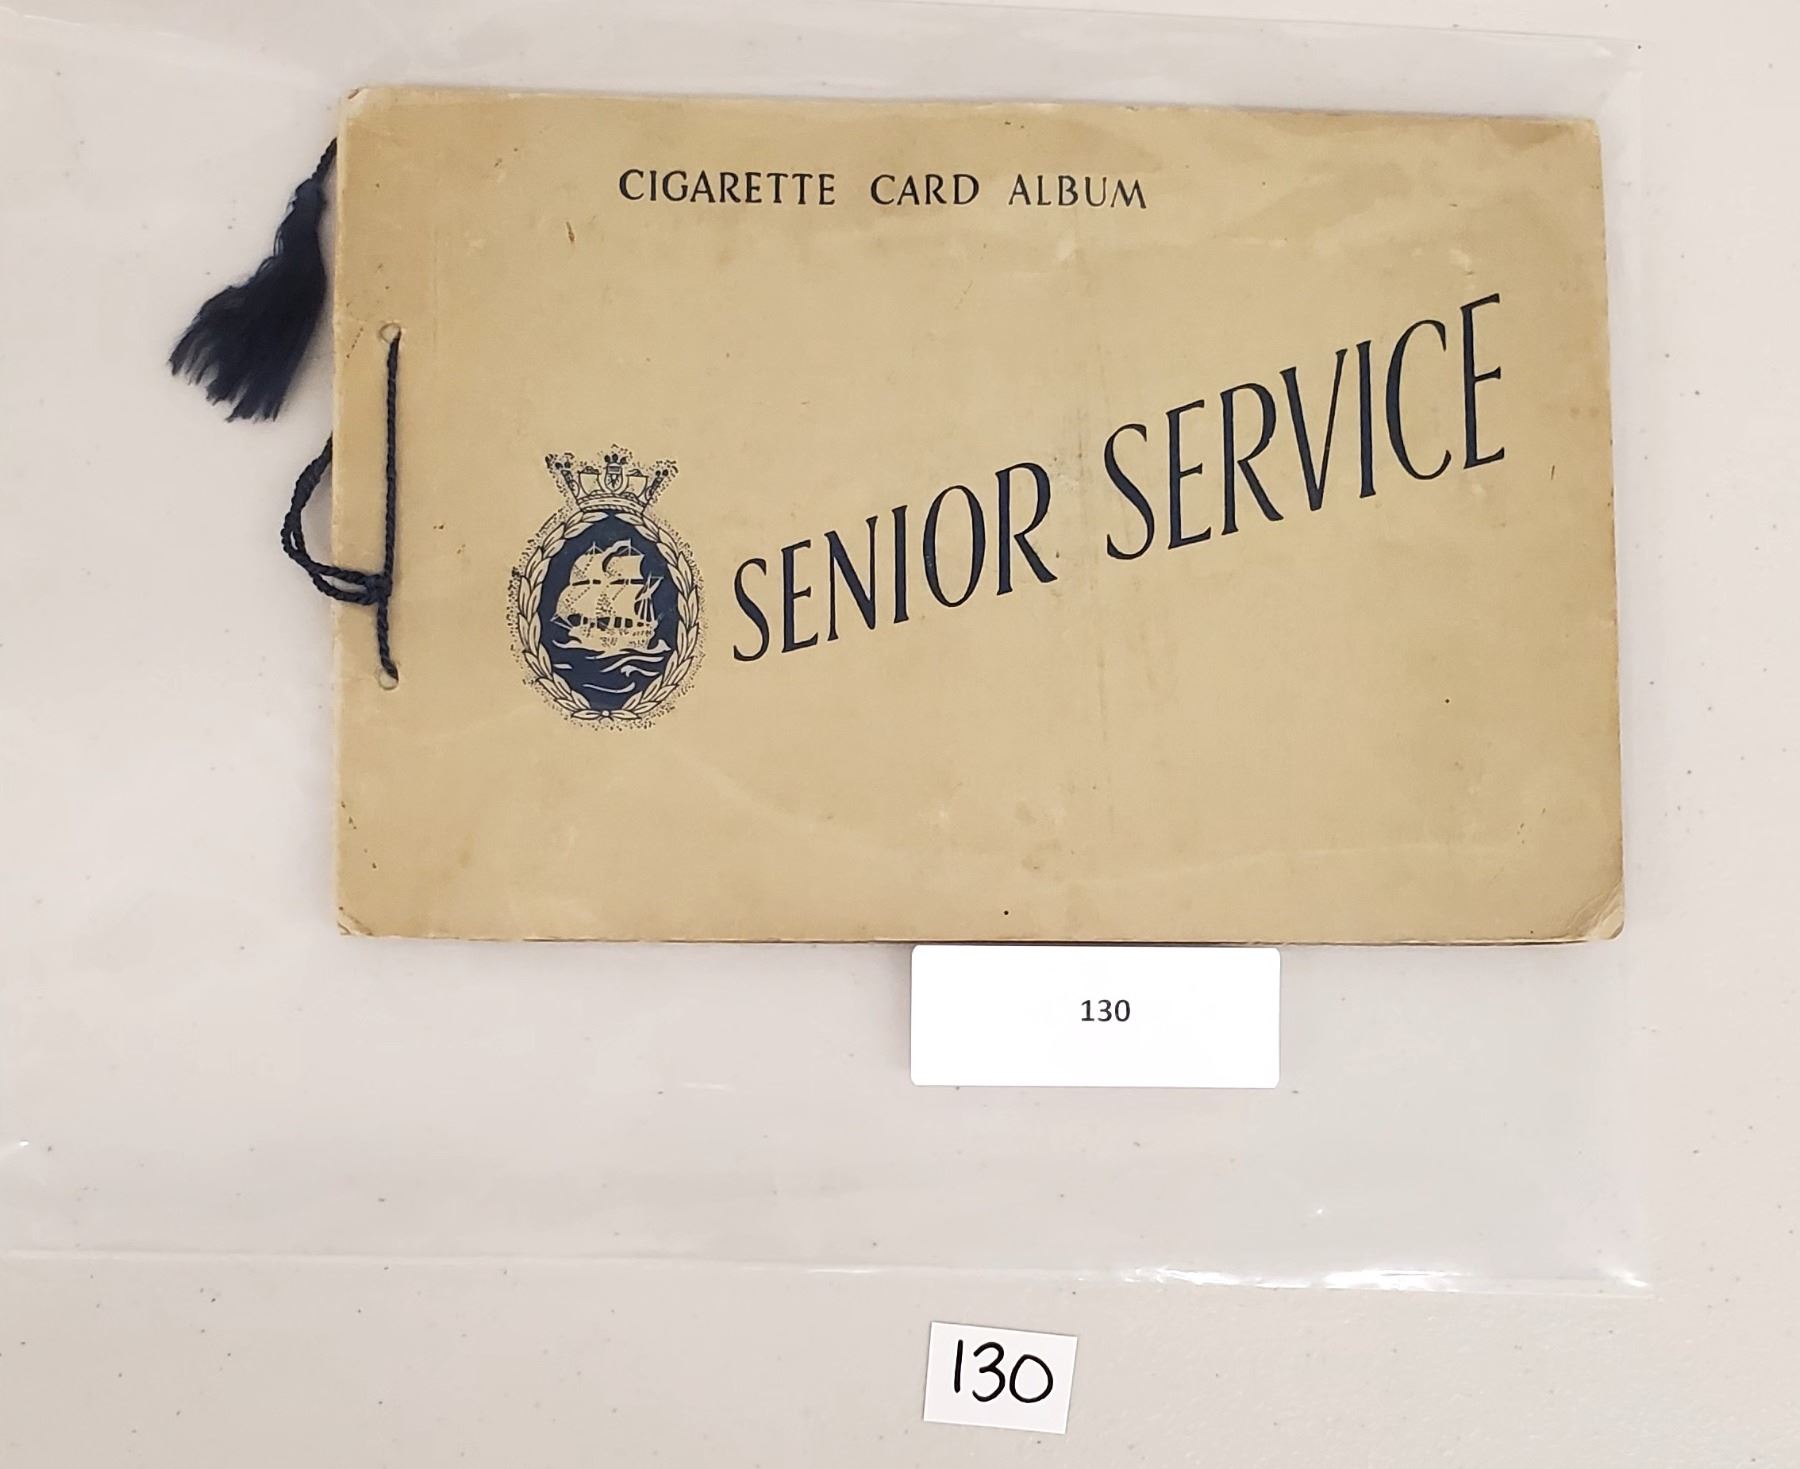 CIGARETTE CARD ALBUM
SENIOR SERVICE
130
130